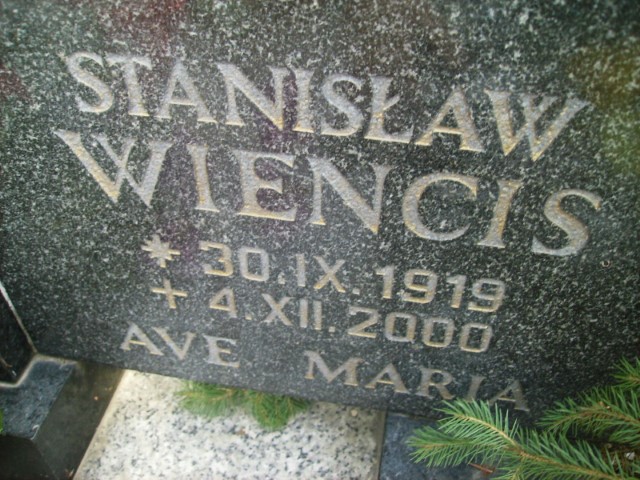 STANISŁAW
WIENCIS
* 30.IX.1919
+ 4.XII.2000
AVE MARIA